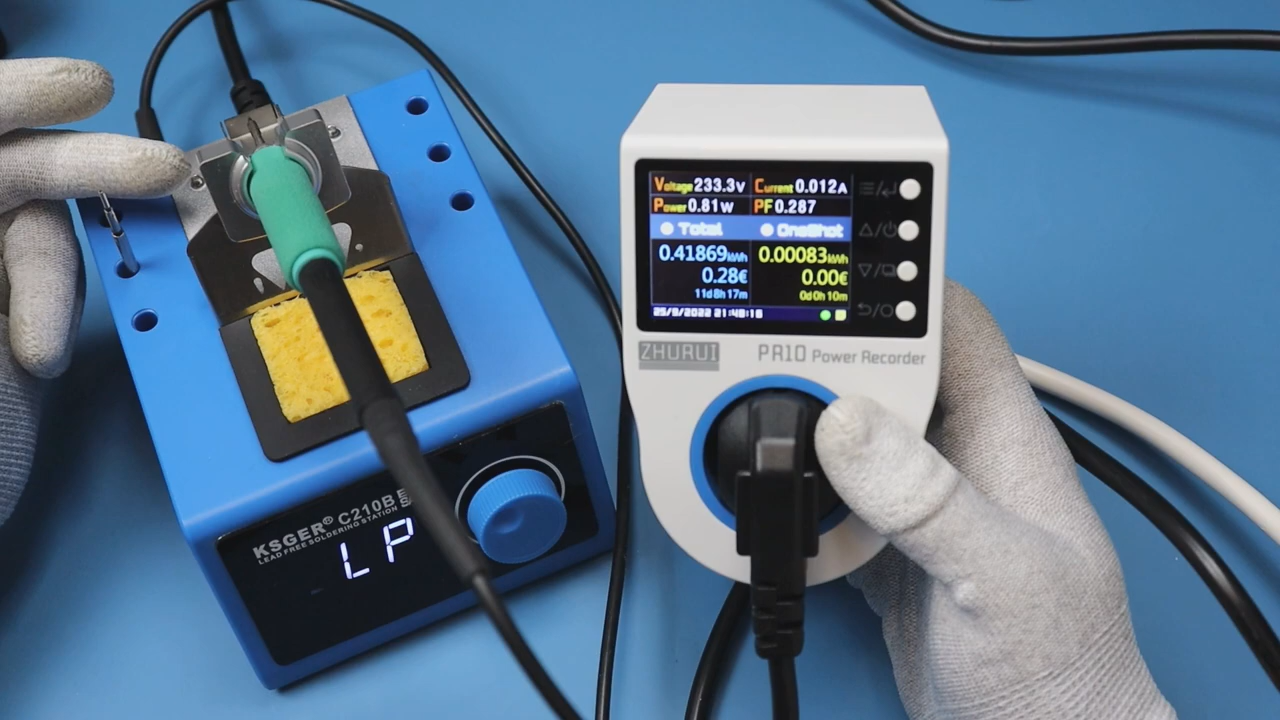 Voltage 233.3V Current 0.012A
Power 0.81W PF 0.287
Total OneShot
0.41869kWh 0.00083kWh
0.28€ 0.00€
11d8h17m 0d0h10m
25/9/2022 21:48:16
ZHURUI PR10 Power Recorder
KSGER® C210B
LEAD FREE SOLDERING STATION
LP